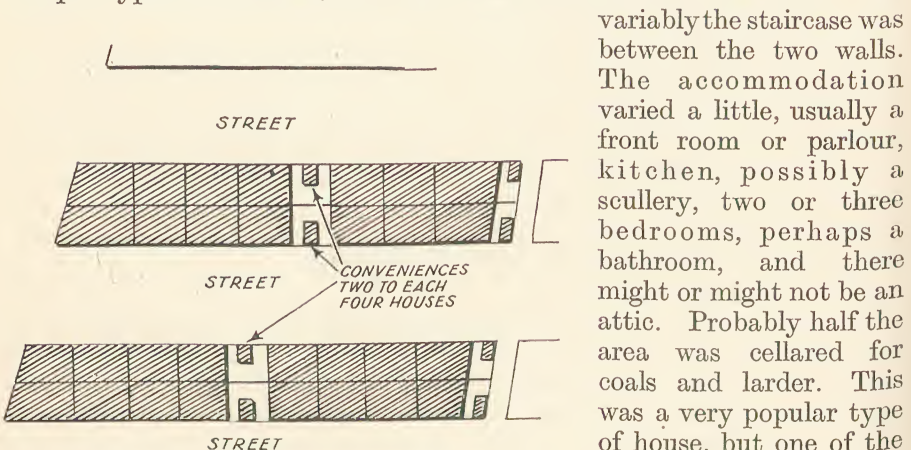 STREET
STREET
CONVENIENCES
TWO TO EACH
FOUR HOUSES
STREET
variably the staircase was
between the two walls.
The accommodation
varied a little, usually a
front room or parlour,
kitchen, possibly a
scullery, two or three
bedrooms, perhaps a
bathroom, and there
might or might not be an
attic. Probably half the
area was cellared for
coals and larder. This
was a very popular type
of house, but one of the